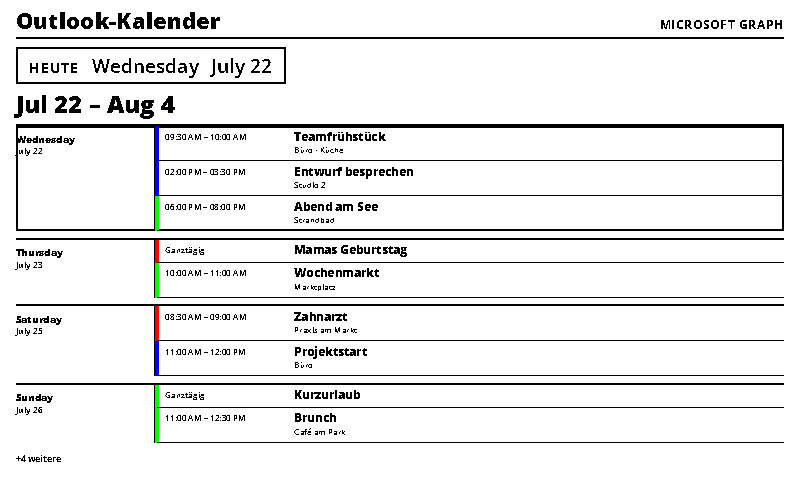 Outlook-Kalender
MICROSOFT GRAPH
HEUTE Wednesday July 22
Jul 22 – Aug 4
Wednesday
July 22
09:30 AM – 10:00 AM Teamfrühstück
Büro · Küche
02:00 PM – 03:30 PM Entwurf besprechen
Studio 2
06:00 PM – 08:00 PM Abend am See
Strandbad
Thursday
July 23
Ganztägig Mamas Geburtstag
10:00 AM – 11:00 AM Wochenmarkt
Marktplatz
Saturday
July 25
08:30 AM – 09:00 AM Zahnarzt
Praxis am Markt
11:00 AM – 12:00 PM Projektstart
Büro
Sunday
July 26
Ganztägig Kurzurlaub
11:00 AM – 12:30 PM Brunch
Café am Park
+4 weitere